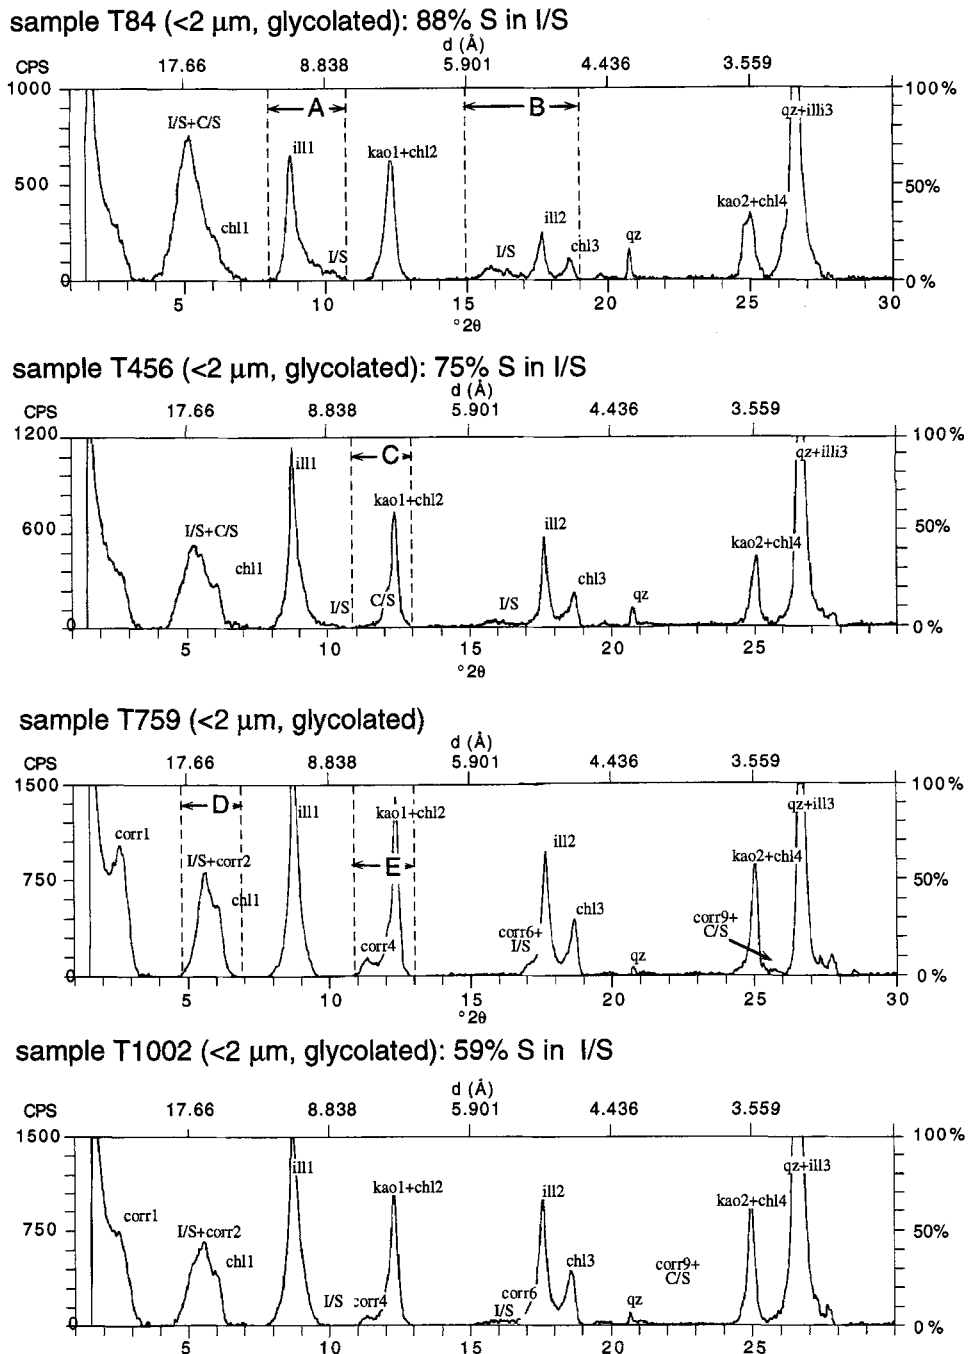 sample T84 (<2 μm, glycolated): 88% S in I/S
d (Å)
CPS 17.66 8.838 5.901 4.436 3.559
1000 100%
A B
qz+illi3
I/S+C/S
ill1 kao1+chl2
500 50%
kao2+chl4
chl1 ill2
I/S I/S chl3 qz
0 0%
5 10 15 20 25 30
°2θ
sample T456 (<2 μm, glycolated): 75% S in I/S
d (Å)
CPS 17.66 8.838 5.901 4.436 3.559
1200 100%
C
ill1 qz+illi3
kao1+chl2
600 I/S+C/S ill2 50%
kao2+chl4
chl1 chl3
I/S C/S I/S qz
0 0%
5 10 15 20 25 30
°2θ
sample T759 (<2 μm, glycolated)
d (Å)
CPS 17.66 8.838 5.901 4.436 3.559
1500 100%
D
ill1 kao1+chl2 qz+ill3
corr1
I/S+corr2 E ill2 kao2+chl4
750 50%
chl1 chl3
corr4 corr6+
I/S
corr9+
C/S
qz
0 0%
5 10 15 20 25 30
°2θ
sample T1002 (<2 μm, glycolated): 59% S in I/S
d (Å)
CPS 17.66 8.838 5.901 4.436 3.559
1500 100%
ill1 qz+ill3
kao1+chl2 ill2 kao2+chl4
corr1
I/S+corr2
750 50%
chl1 chl3 corr9+
C/S
I/S corr4 corr6
I/S qz
0 0%
5 10 15 20 25 30